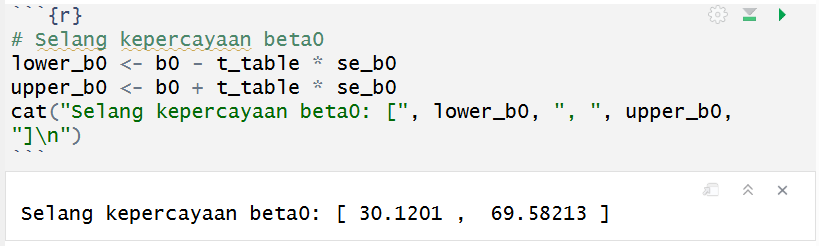 ```{r}
# Selang kepercayaan beta0
lower_b0 <- b0 - t_table * se_b0
upper_b0 <- b0 + t_table * se_b0
cat("Selang kepercayaan beta0: [", lower_b0, ", ", upper_b0,
"]\n")
```
Selang kepercayaan beta0: [ 30.1201 ,  69.58213 ]